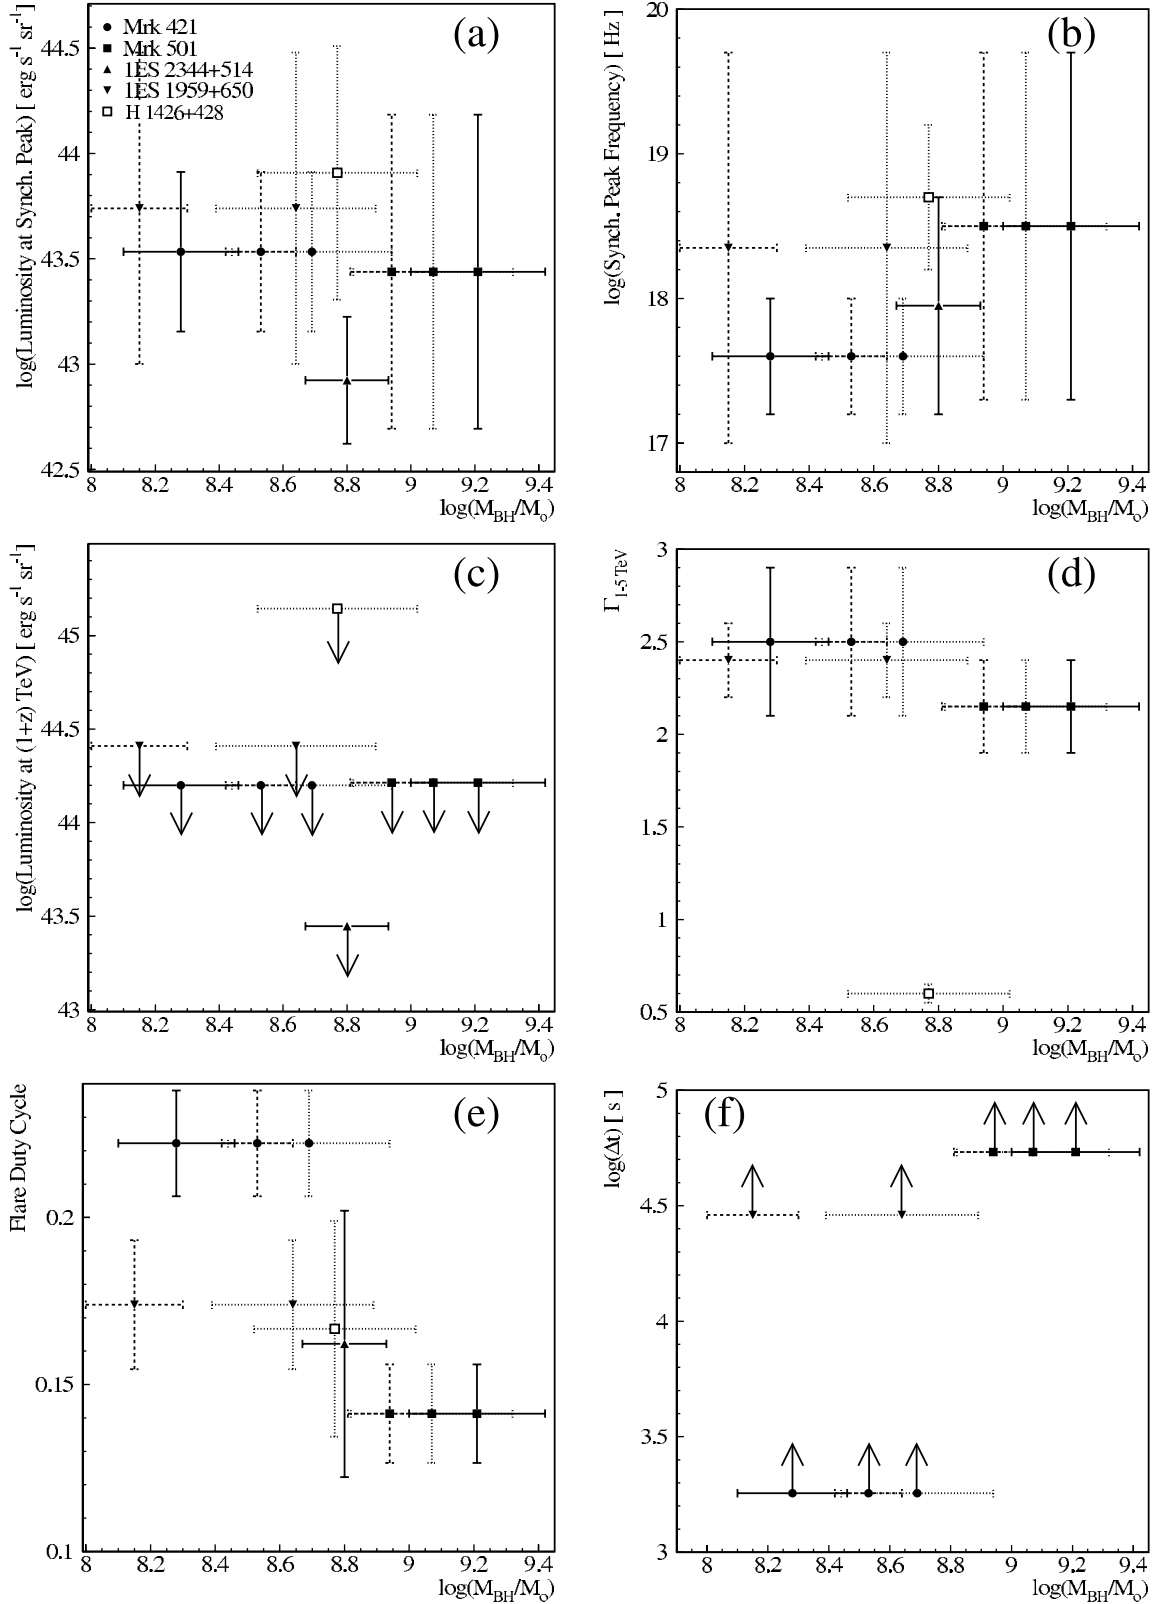 (a)
Mrk 421
Mrk 501
1ES 2344+514
1ES 1959+650
H 1426+428
log(Luminosity at Synch. Peak) [ erg s-1 sr-1]
44.5
44
43.5
43
42.5
8 8.2 8.4 8.6 8.8 9 9.2 9.4
log(MBH/Mo)
(b)
log(Synch. Peak Frequency) [ Hz ]
20
19
18
17
8 8.2 8.4 8.6 8.8 9 9.2 9.4
log(MBH/Mo)
(c)
log(Luminosity at (1+z) TeV) [ erg s-1 sr-1]
45
44.5
44
43.5
43
8 8.2 8.4 8.6 8.8 9 9.2 9.4
log(MBH/Mo)
(d)
Γ1-5 TeV
3
2.5
2
1.5
1
0.5
8 8.2 8.4 8.6 8.8 9 9.2 9.4
log(MBH/Mo)
(e)
Flare Duty Cycle
0.2
0.15
0.1
8 8.2 8.4 8.6 8.8 9 9.2 9.4
log(MBH/Mo)
(f)
log(Δt) [ s ]
5
4.5
4
3.5
3
8 8.2 8.4 8.6 8.8 9 9.2 9.4
log(MBH/Mo)